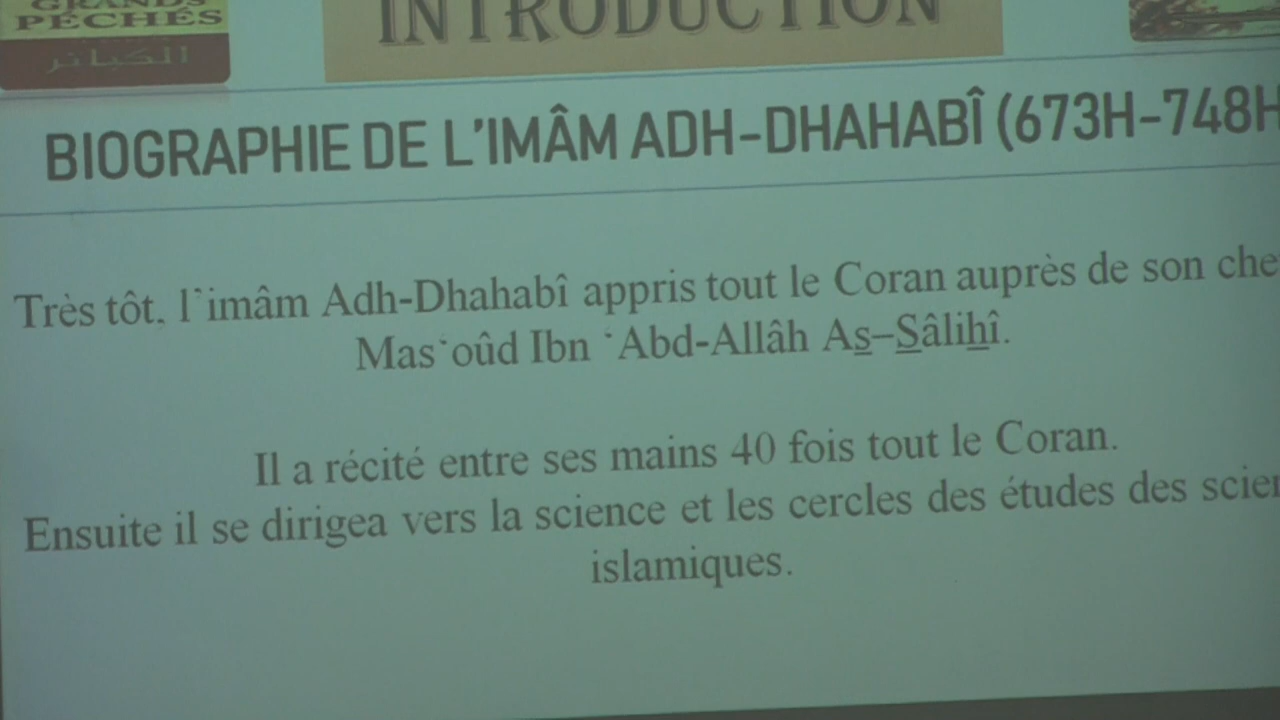 GRANDS
PÉCHÉS
الكبائر
INTRODUCTION
BIOGRAPHIE DE L'IMÂM ADH-DHAHABÎ (673H-748H
Très tôt, l'imâm Adh-Dhahabî appris tout le Coran auprès de son che
Mas‘oûd Ibn ‘Abd-Allâh As–Sâlihî.
Il a récité entre ses mains 40 fois tout le Coran.
Ensuite il se dirigea vers la science et les cercles des études des scien
islamiques.